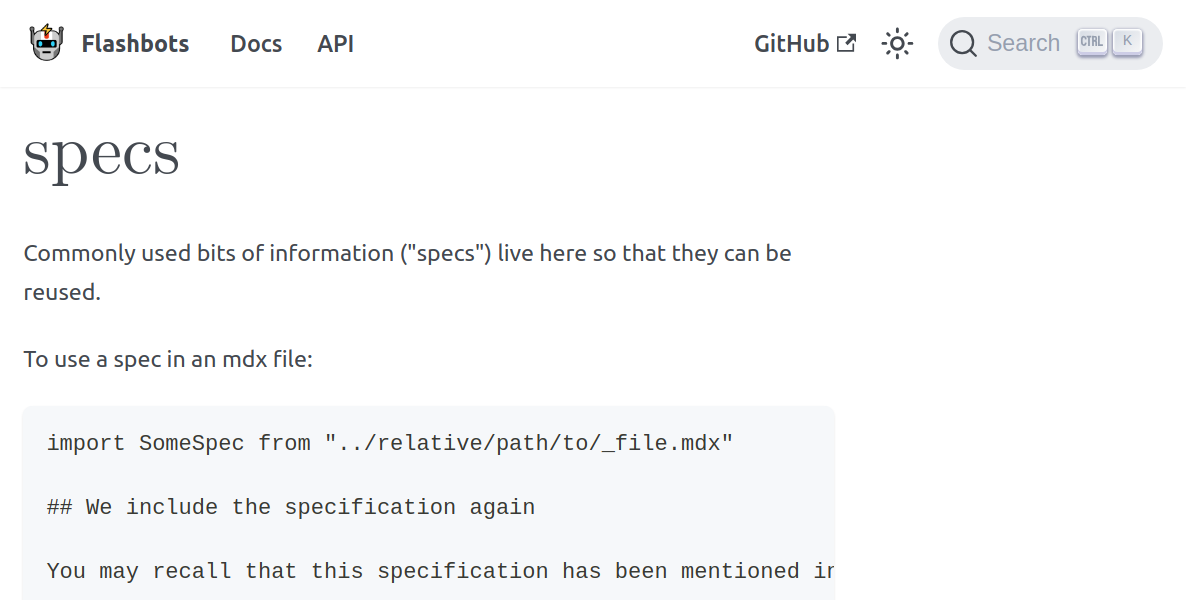 Flashbots Docs API GitHub Search CTRL K
specs
Commonly used bits of information ("specs") live here so that they can be
reused.
To use a spec in an mdx file:
import SomeSpec from "../relative/path/to/_file.mdx"
## We include the specification again
You may recall that this specification has been mentioned in